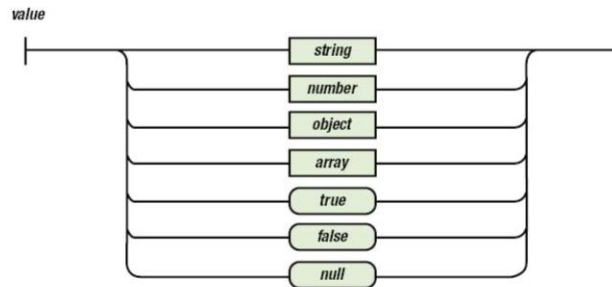 value
string
number
object
array
true
false
null